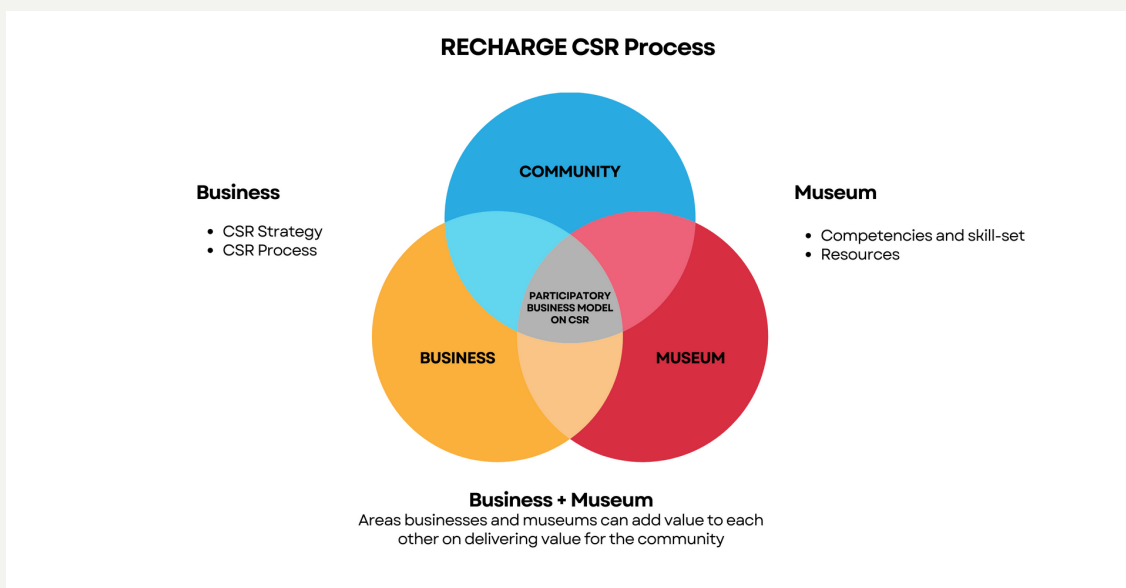 RECHARGE CSR Process
COMMUNITY
Business
• CSR Strategy
• CSR Process
Museum
• Competencies and skill-set
• Resources
PARTICIPATORY
BUSINESS MODEL
ON CSR
BUSINESS
MUSEUM
Business + Museum
Areas businesses and museums can add value to each
other on delivering value for the community